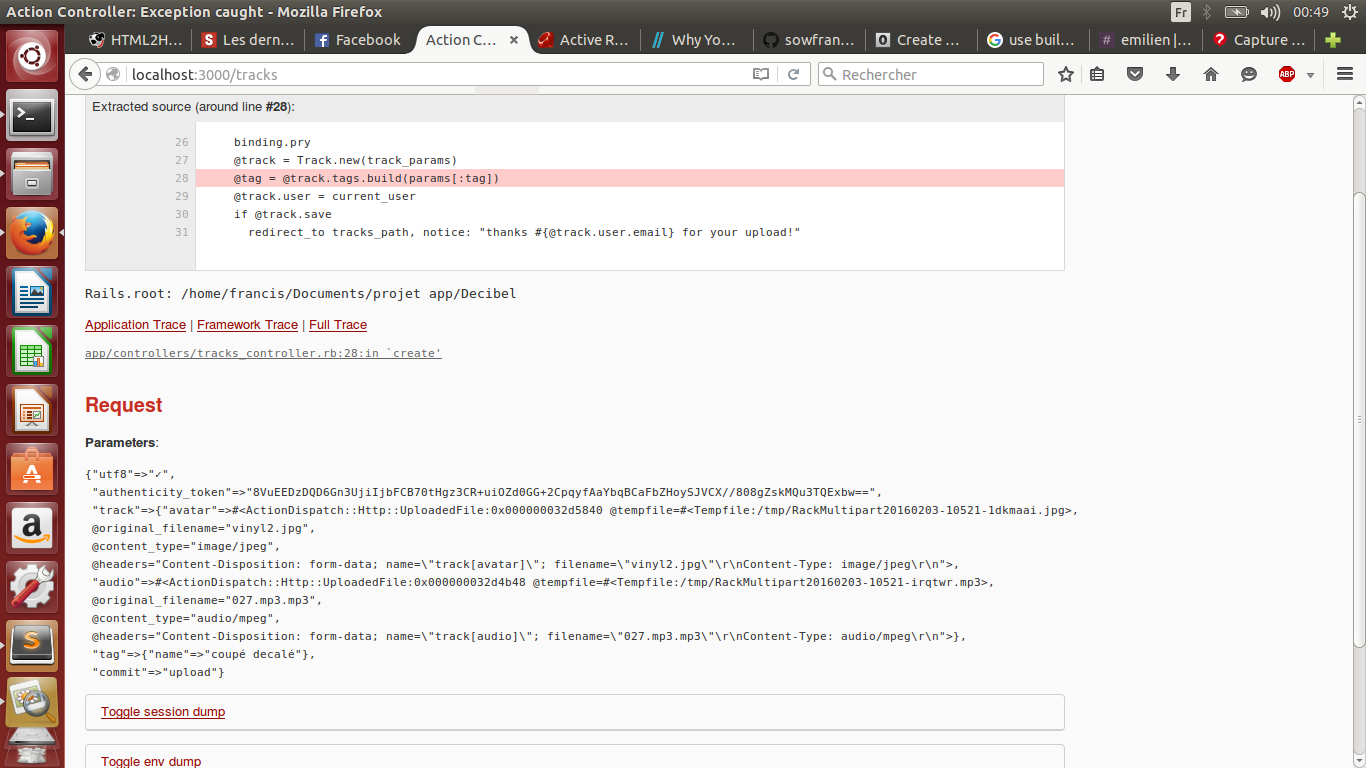 Action Controller: Exception caught - Mozilla Firefox
Fr
00:49
HTML2H...
Les dern...
Facebook
Action C...
Active R...
Why Yo...
sowfran...
Create ...
use buil...
emilien |...
Capture ...
localhost:3000/tracks
Rechercher
ABP
Extracted source (around line #28):
26 binding.pry
27 @track = Track.new(track_params)
28 @tag = @track.tags.build(params[:tag])
29 @track.user = current_user
30 if @track.save
31 redirect_to tracks_path, notice: "thanks #{@track.user.email} for your upload!"
Rails.root: /home/francis/Documents/projet app/Decibel
Application Trace | Framework Trace | Full Trace
app/controllers/tracks_controller.rb:28:in `create'
Request
Parameters:
{"utf8"=>"✓",
"authenticity_token"=>"8VuEEDzDQD6Gn3UjiIjbFCB70tHgz3CR+uiOZd0GG+2CpqyfAaYbqBCaFbZHoySJVCX//808gZskMQu3TQExbw==",
"track"=>{"avatar"=>#<ActionDispatch::Http::UploadedFile:0x000000032d5840 @tempfile=#<Tempfile:/tmp/RackMultipart20160203-10521-1dkmaai.jpg>,
@original_filename="vinyl2.jpg",
@content_type="image/jpeg",
@headers="Content-Disposition: form-data; name=\"track[avatar]\"; filename=\"vinyl2.jpg\"\r\nContent-Type: image/jpeg\r\n">,
"audio"=>#<ActionDispatch::Http::UploadedFile:0x000000032d4b48 @tempfile=#<Tempfile:/tmp/RackMultipart20160203-10521-irqtwr.mp3>,
@original_filename="027.mp3.mp3",
@content_type="audio/mpeg",
@headers="Content-Disposition: form-data; name=\"track[audio]\"; filename=\"027.mp3.mp3\"\r\nContent-Type: audio/mpeg\r\n">},
"tag"=>{"name"=>"coupé decalé"},
"commit"=>"upload"}
Toggle session dump
Toggle env dump